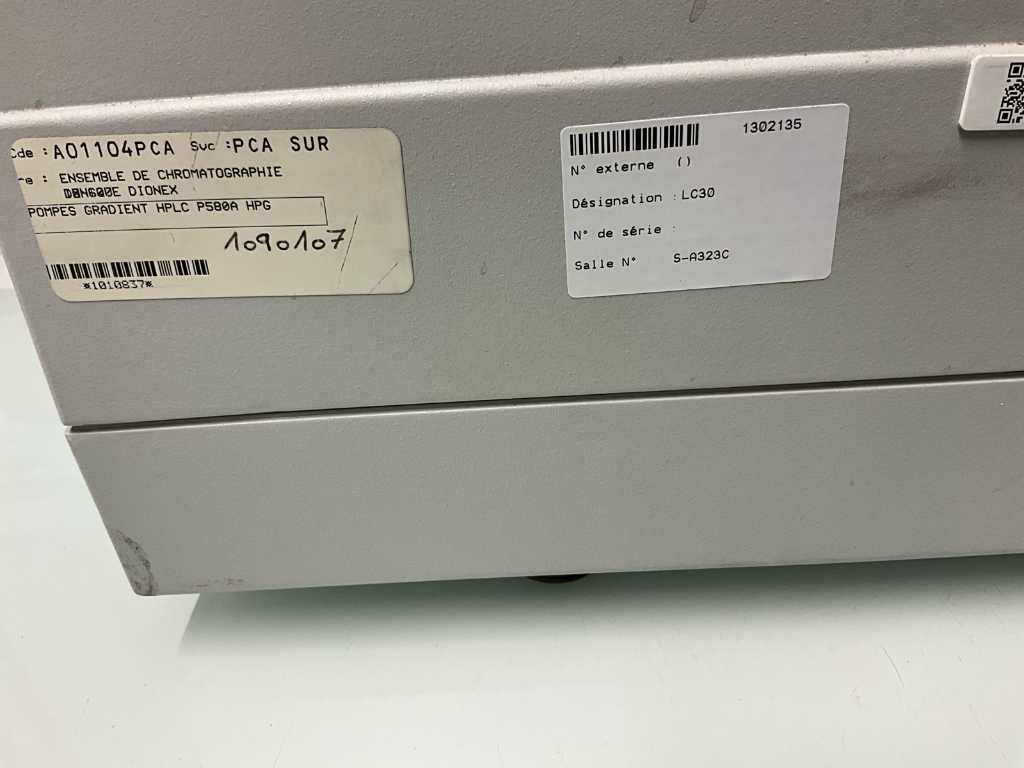 Cde : A01104PCA Svc :PCA SUR
re : ENSEMBLE DE CHROMATOGRAPHIE
DIONEX
POMPES GRADIENT HPLC P580A HPG
1090107
*1010837*
1302135
N° externe ()
Désignation : LC30
N° de série :
Salle N° S-A323C